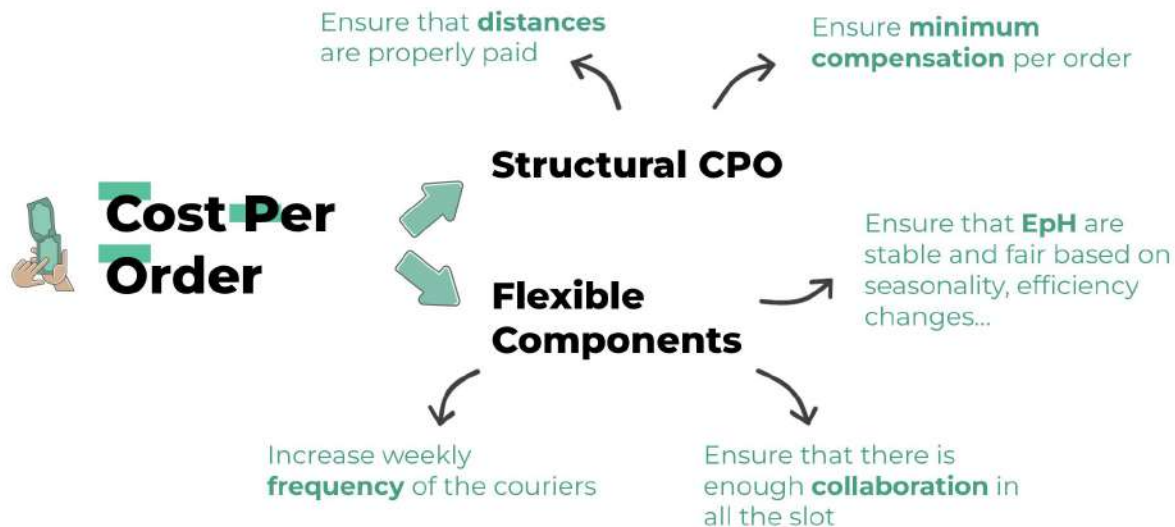 Ensure that distances
are properly paid
Ensure minimum
compensation per order
Structural CPO
Cost Per
Order
Ensure that EpH are
stable and fair based on
seasonality, efficiency
changes...
Flexible
Components
Increase weekly
frequency of the couriers
Ensure that there is
enough collaboration in
all the slot